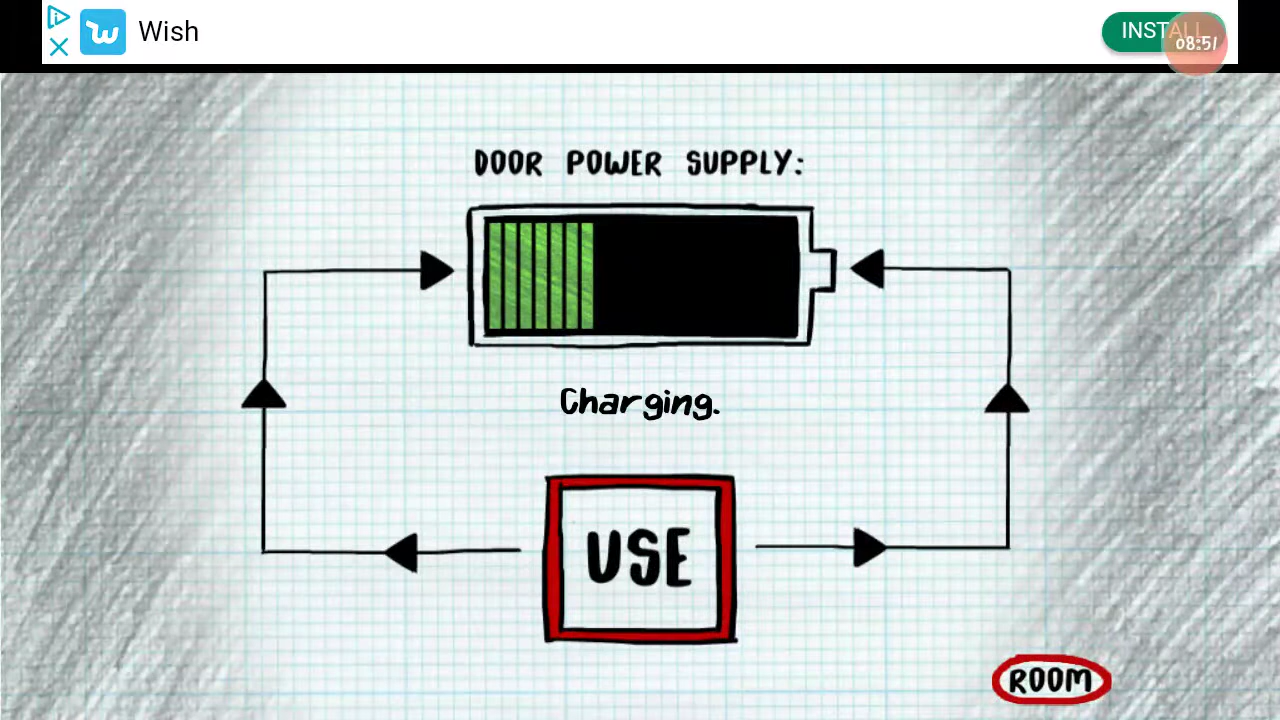 Wish
INSTALL
08:51
DOOR POWER SUPPLY:
Charging.
USE
ROOM